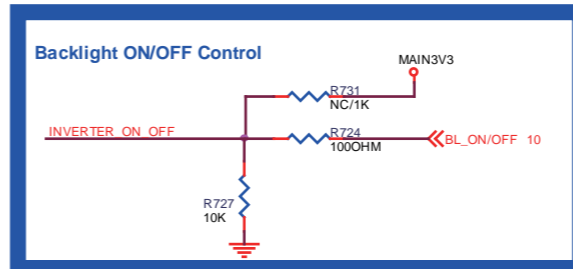 Backlight ON/OFF Control
MAIN3V3
R731
NC/1K
INVERTER_ON_OFF
R724
100OHM
BL_ON/OFF 10
R727
10K